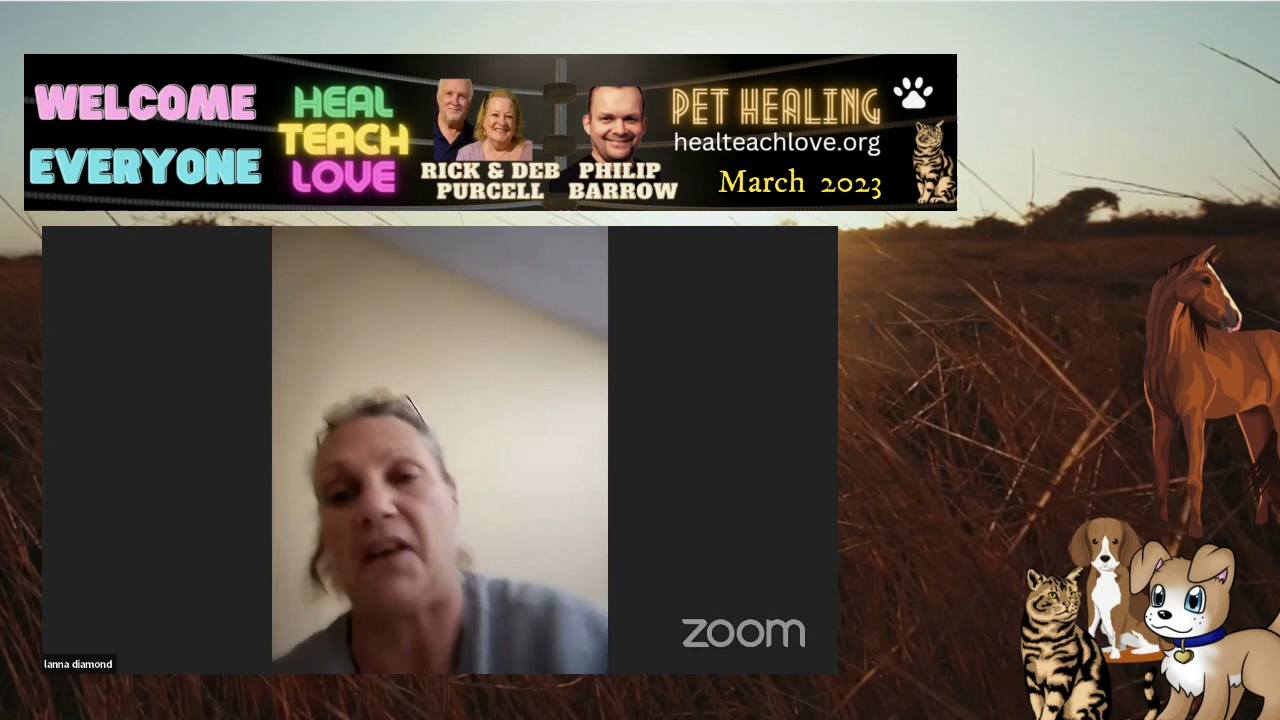 WELCOME
EVERYONE
HEAL
TEACH
LOVE
RICK & DEB
PURCELL
PHILIP
BARROW
PET HEALING
healteachlove.org
March 2023
zoom
lanna diamond